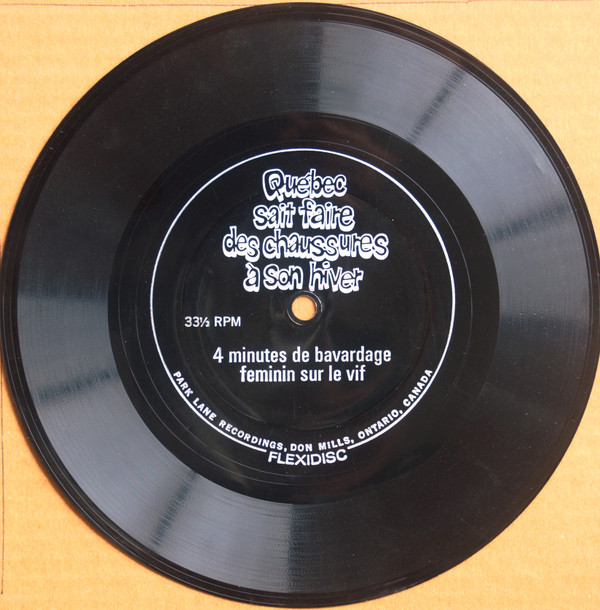 Québec
sait faire
des chaussures
à son hiver
33⅓ RPM
4 minutes de bavardage
feminin sur le vif
PARK LANE RECORDINGS, DON MILLS, ONTARIO, CANADA
FLEXIDISC